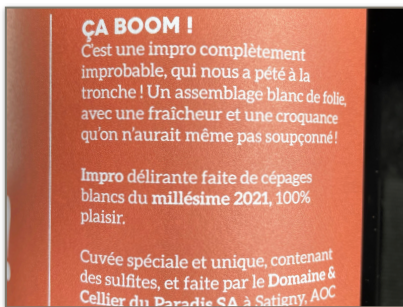 ÇA BOOM !
C'est une impro complètement
improbable, qui nous a pété à la
tronche ! Un assemblage blanc de folie,
avec une fraîcheur et une croquance
qu'on n'aurait même pas soupçonné !
Impro délirante faite de cépages
blancs du millésime 2021, 100%
plaisir.
Cuvée spéciale et unique, contenant
des sulfites, et faite par le Domaine &
Cellier du Paradis SA à Satigny, AOC